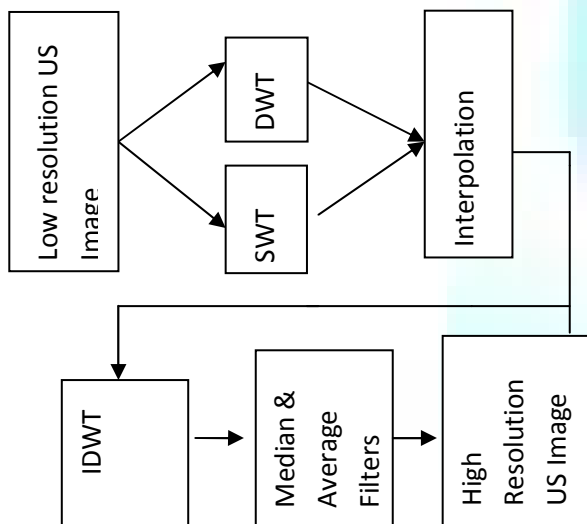 Low resolution US
Image
SWT
DWT
Interpolation
IDWT
Median &
Average
Filters
High
Resolution
US Image